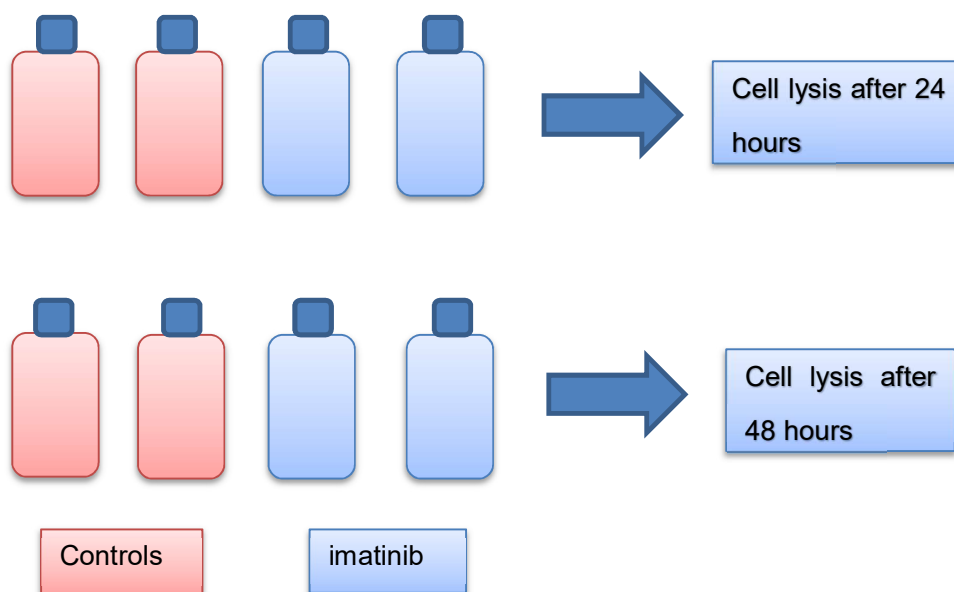 Cell lysis after 24
hours
Cell lysis after
48 hours
Controls
imatinib